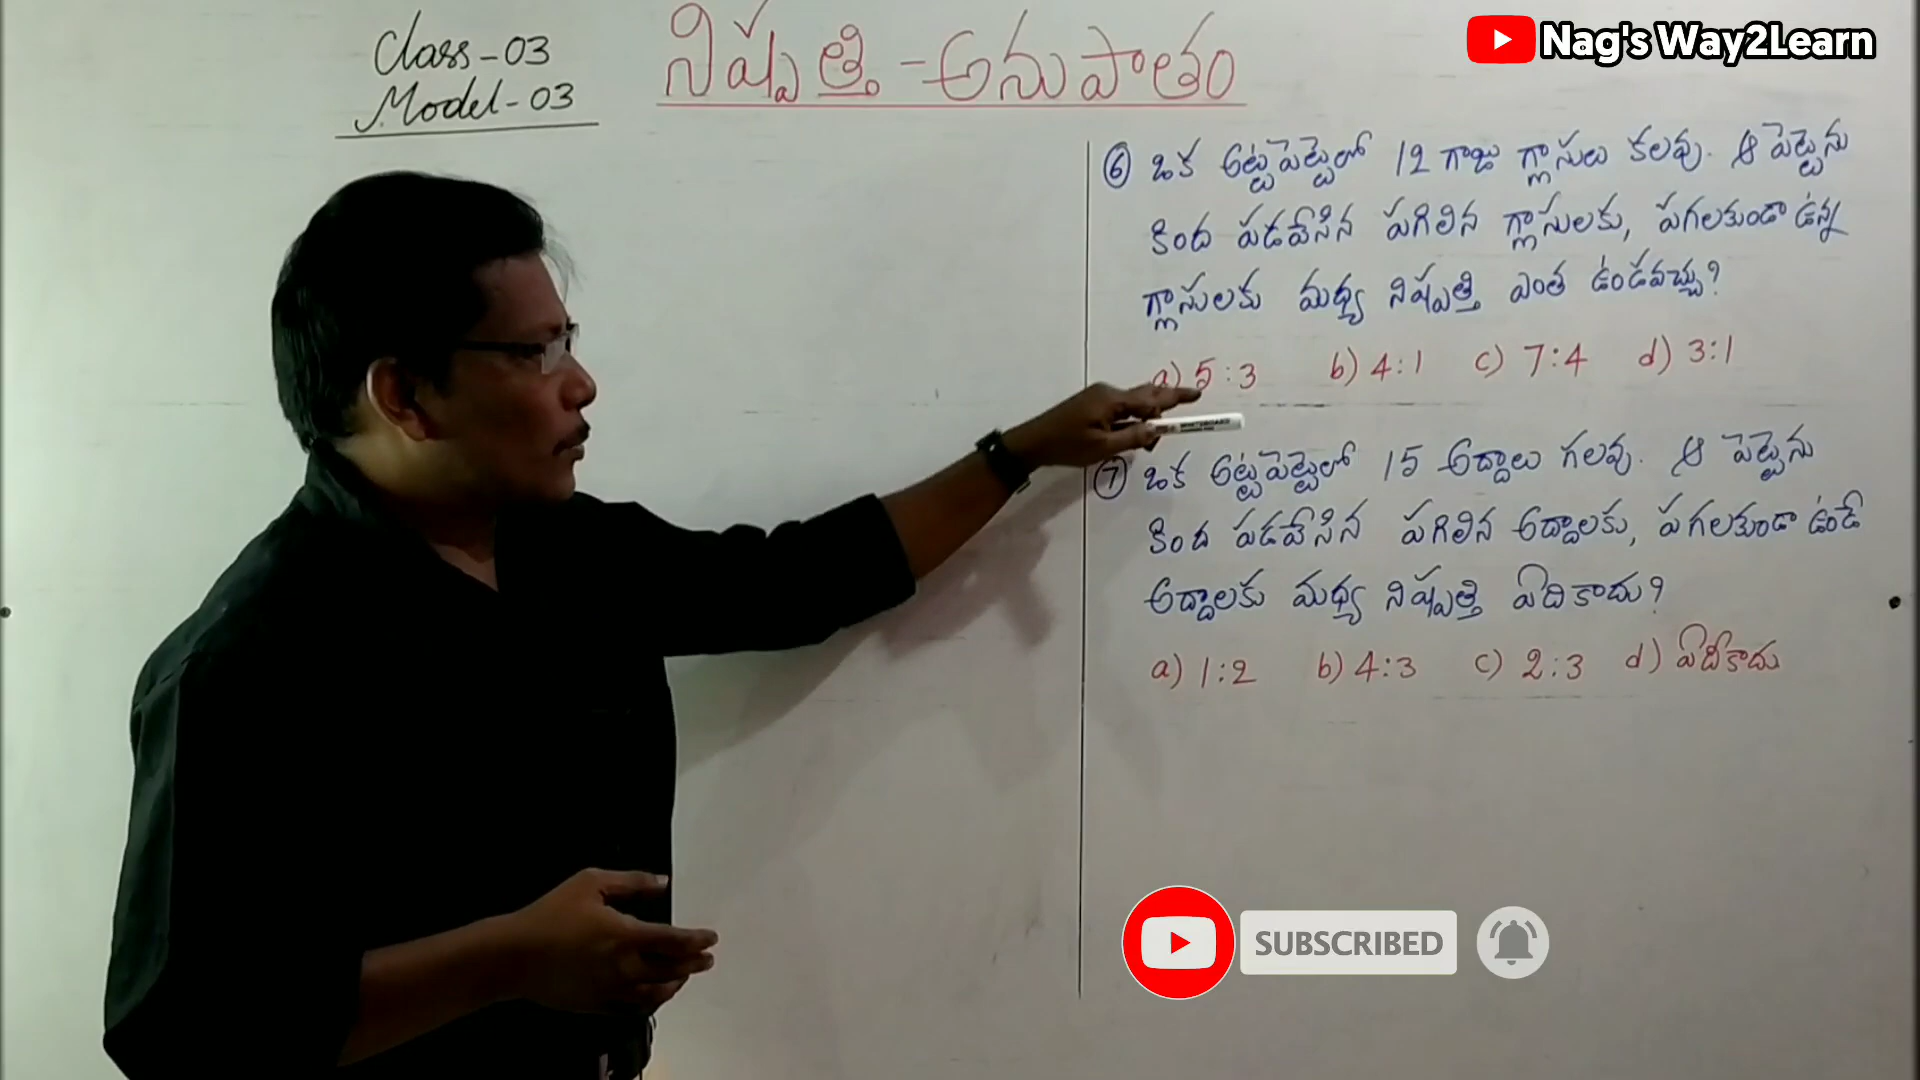 Class-03
Model-03
నిష్పత్తి - అనుపాతం
Nag's Way2Learn
⑥ ఒక అట్టపెట్టెలో 12 గాజు గ్లాసులు కలవు. ఆ పెట్టెను
కింద పడవేసిన పగిలిన గ్లాసులకు, పగలకుండా ఉన్న
గ్లాసులకు మధ్య నిష్పత్తి ఎంత ఉండవచ్చు?
a) 5:3 b) 4:1 c) 7:4 d) 3:1
⑦ ఒక అట్టపెట్టెలో 15 అద్దాలు గలవు. ఆ పెట్టెను
కింద పడవేసిన పగిలిన అద్దాలకు, పగలకుండా ఉండే
అద్దాలకు మధ్య నిష్పత్తి ఏదికాదు?
a) 1:2 b) 4:3 c) 2:3 d) ఏదీకాదు
SUBSCRIBED